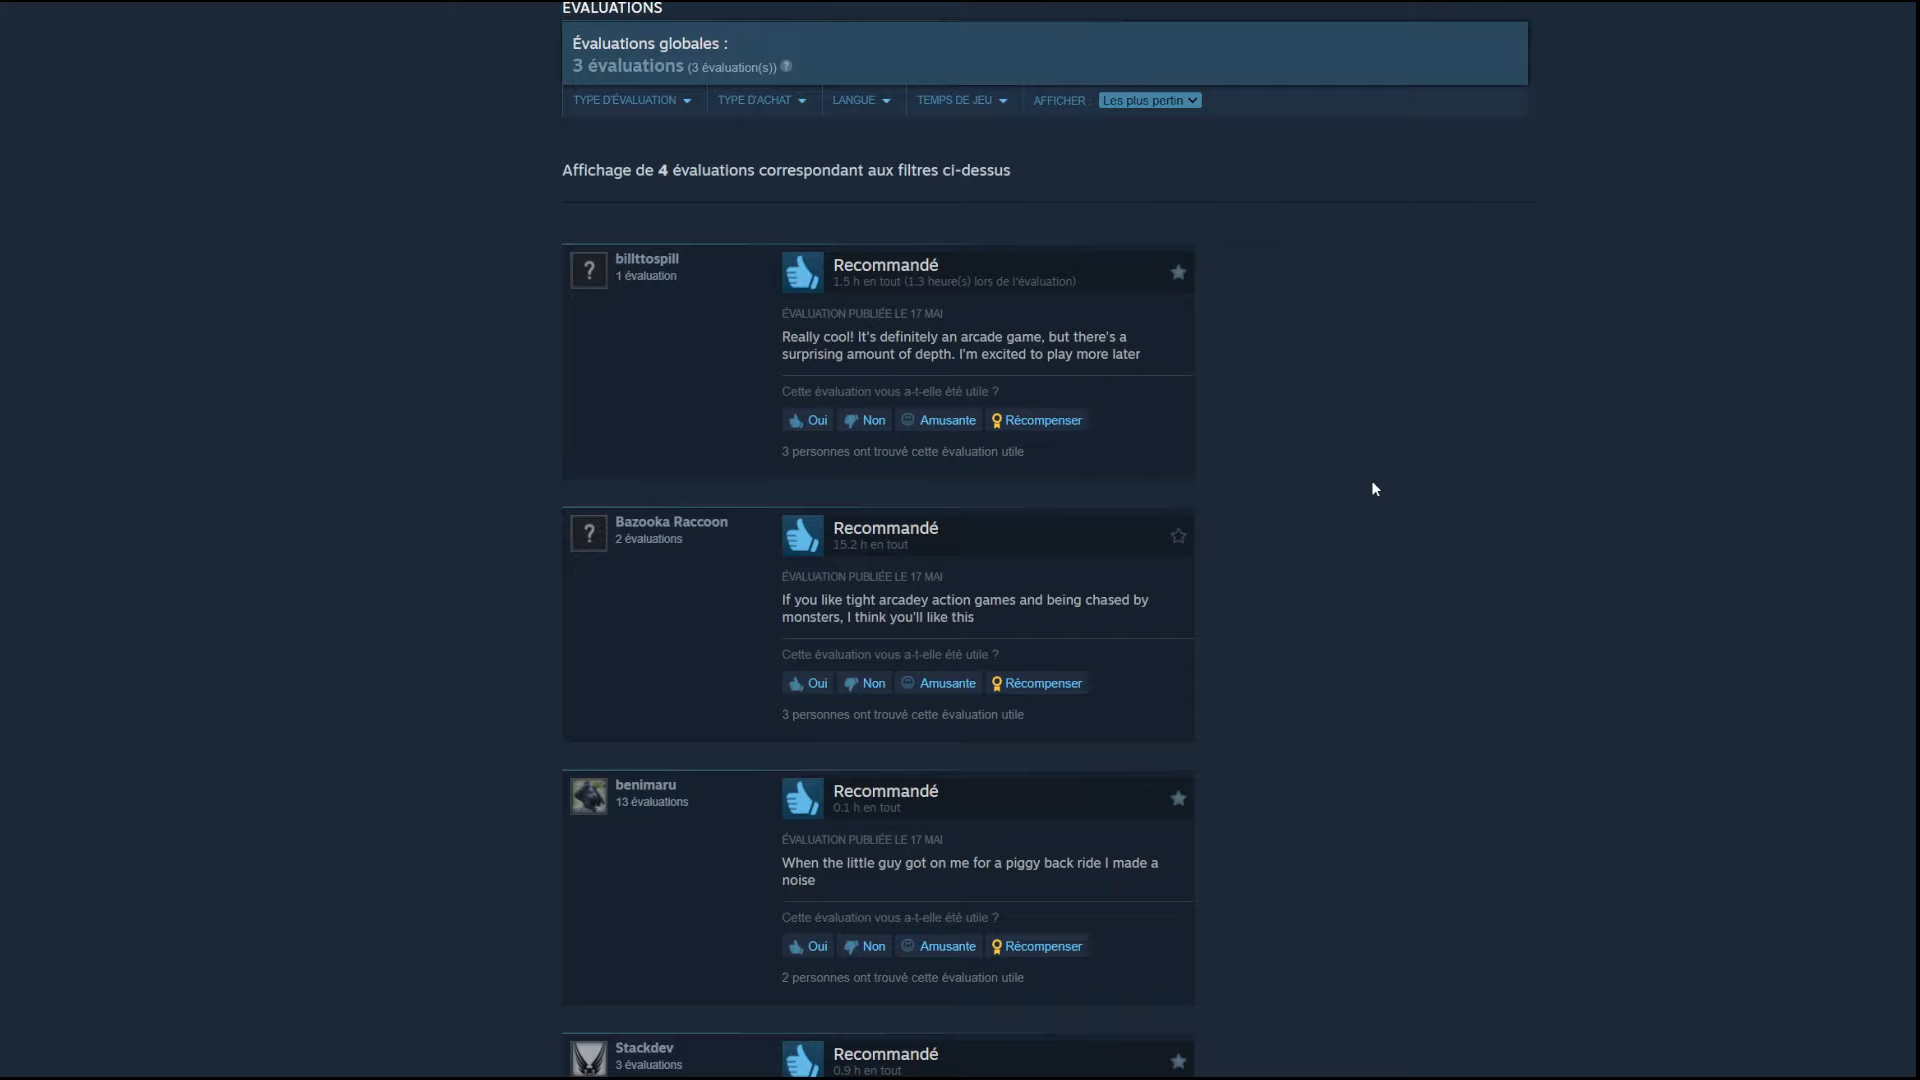 EVALUATIONS
Évaluations globales :
3 évaluations (3 évaluation(s)) ?
TYPE D'ÉVALUATION TYPE D'ACHAT LANGUE TEMPS DE JEU AFFICHER : Les plus pertin
Affichage de 4 évaluations correspondant aux filtres ci-dessus
?
billttospill
1 évaluation
Recommandé
1.5 h en tout (1.3 heure(s) lors de l'évaluation)
ÉVALUATION PUBLIÉE LE 17 MAI
Really cool! It's definitely an arcade game, but there's a
surprising amount of depth. I'm excited to play more later
Cette évaluation vous a-t-elle été utile ?
Oui Non Amusante Récompenser
3 personnes ont trouvé cette évaluation utile
?
Bazooka Raccoon
2 évaluations
Recommandé
15.2 h en tout
ÉVALUATION PUBLIÉE LE 17 MAI
If you like tight arcadey action games and being chased by
monsters, I think you'll like this
Cette évaluation vous a-t-elle été utile ?
Oui Non Amusante Récompenser
3 personnes ont trouvé cette évaluation utile
benimaru
13 évaluations
Recommandé
0.1 h en tout
ÉVALUATION PUBLIÉE LE 17 MAI
When the little guy got on me for a piggy back ride I made a
noise
Cette évaluation vous a-t-elle été utile ?
Oui Non Amusante Récompenser
2 personnes ont trouvé cette évaluation utile
Stackdev
3 évaluations
Recommandé
0.9 h en tout